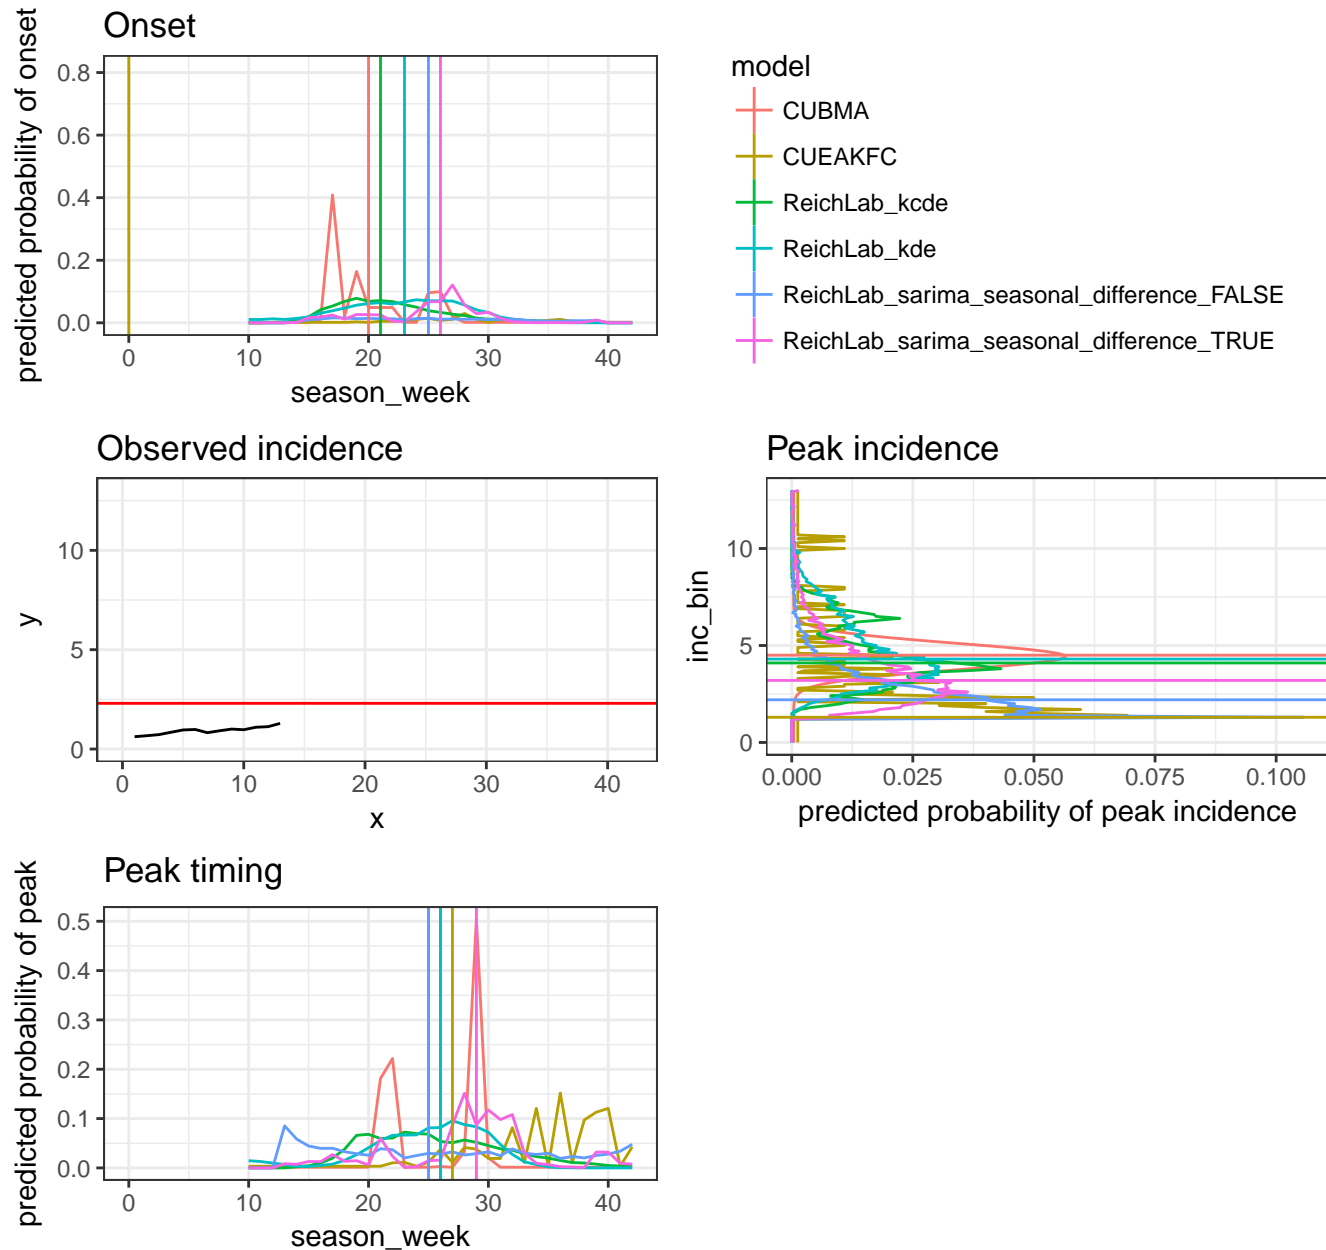 Onset
predicted probability of onset
0.8
0.6
0.4
0.2
0.0
0 10 20 30 40
season_week
model
CUBMA
CUEAKFC
ReichLab_kcde
ReichLab_kde
ReichLab_sarima_seasonal_difference_FALSE
ReichLab_sarima_seasonal_difference_TRUE
Observed incidence
y
10
5
0
0 10 20 30 40
x
Peak incidence
inc_bin
10
5
0
0.000 0.025 0.050 0.075 0.100
predicted probability of peak incidence
Peak timing
predicted probability of peak
0.5
0.4
0.3
0.2
0.1
0.0
0 10 20 30 40
season_week